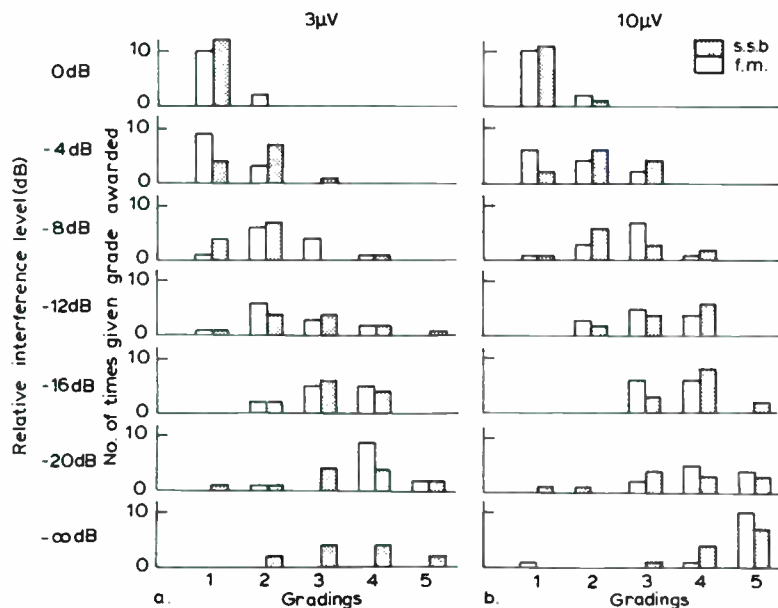 3µV
10µV
s.s.b
f.m.
Relative interference level (dB)
No. of times given grade awarded
0dB
10
0
-4dB
10
0
-8dB
10
0
-12dB
10
0
-16dB
10
0
-20dB
10
0
-∞dB
10
0
1 2 3 4 5
1 2 3 4 5
a. Gradings
b. Gradings